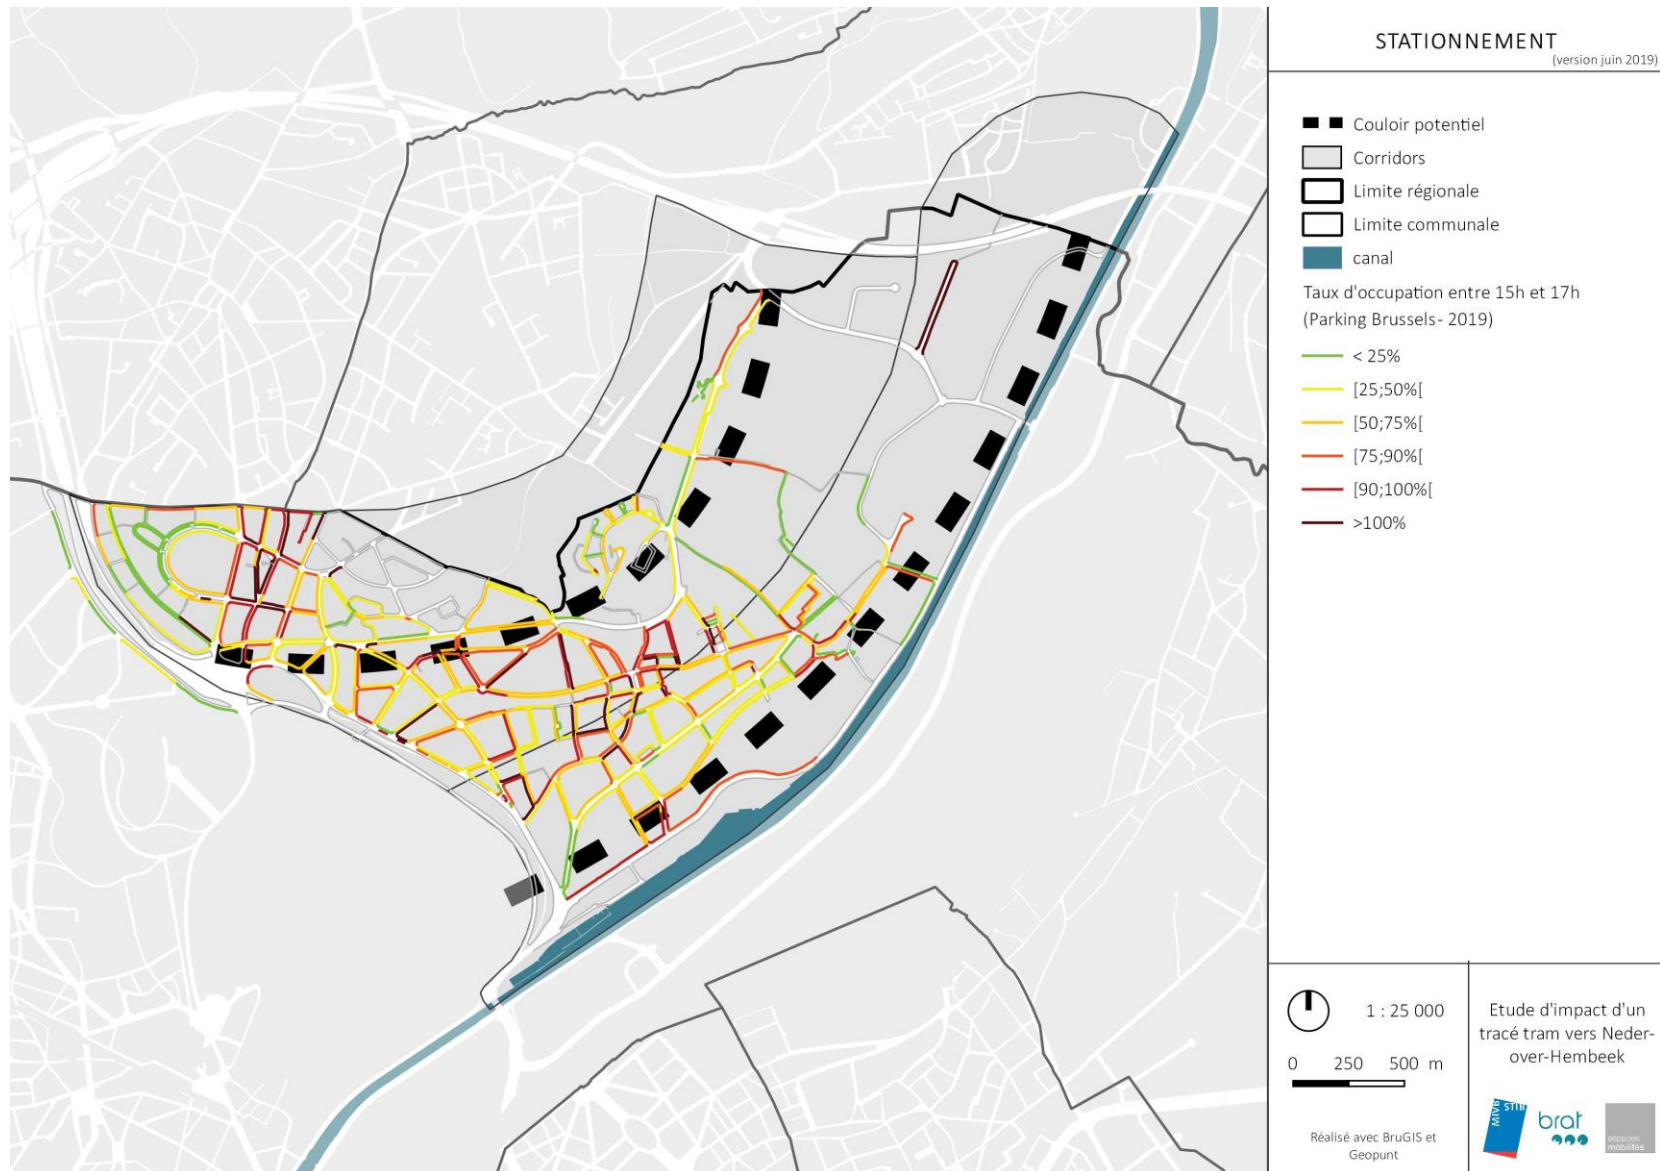 STATIONNEMENT
(version juin 2019)
Couloir potentiel
Corridors
Limite régionale
Limite communale
canal
Taux d'occupation entre 15h et 17h
(Parking Brussels- 2019)
< 25%
[25;50%[
[50;75%[
[75;90%[
[90;100%[
>100%
1 : 25 000
0 250 500 m
Réalisé avec BruGIS et
Geopunt
Etude d'impact d'un
tracé tram vers Neder-
over-Hembeek
MIVB STIB
brat
espaces
mobilités